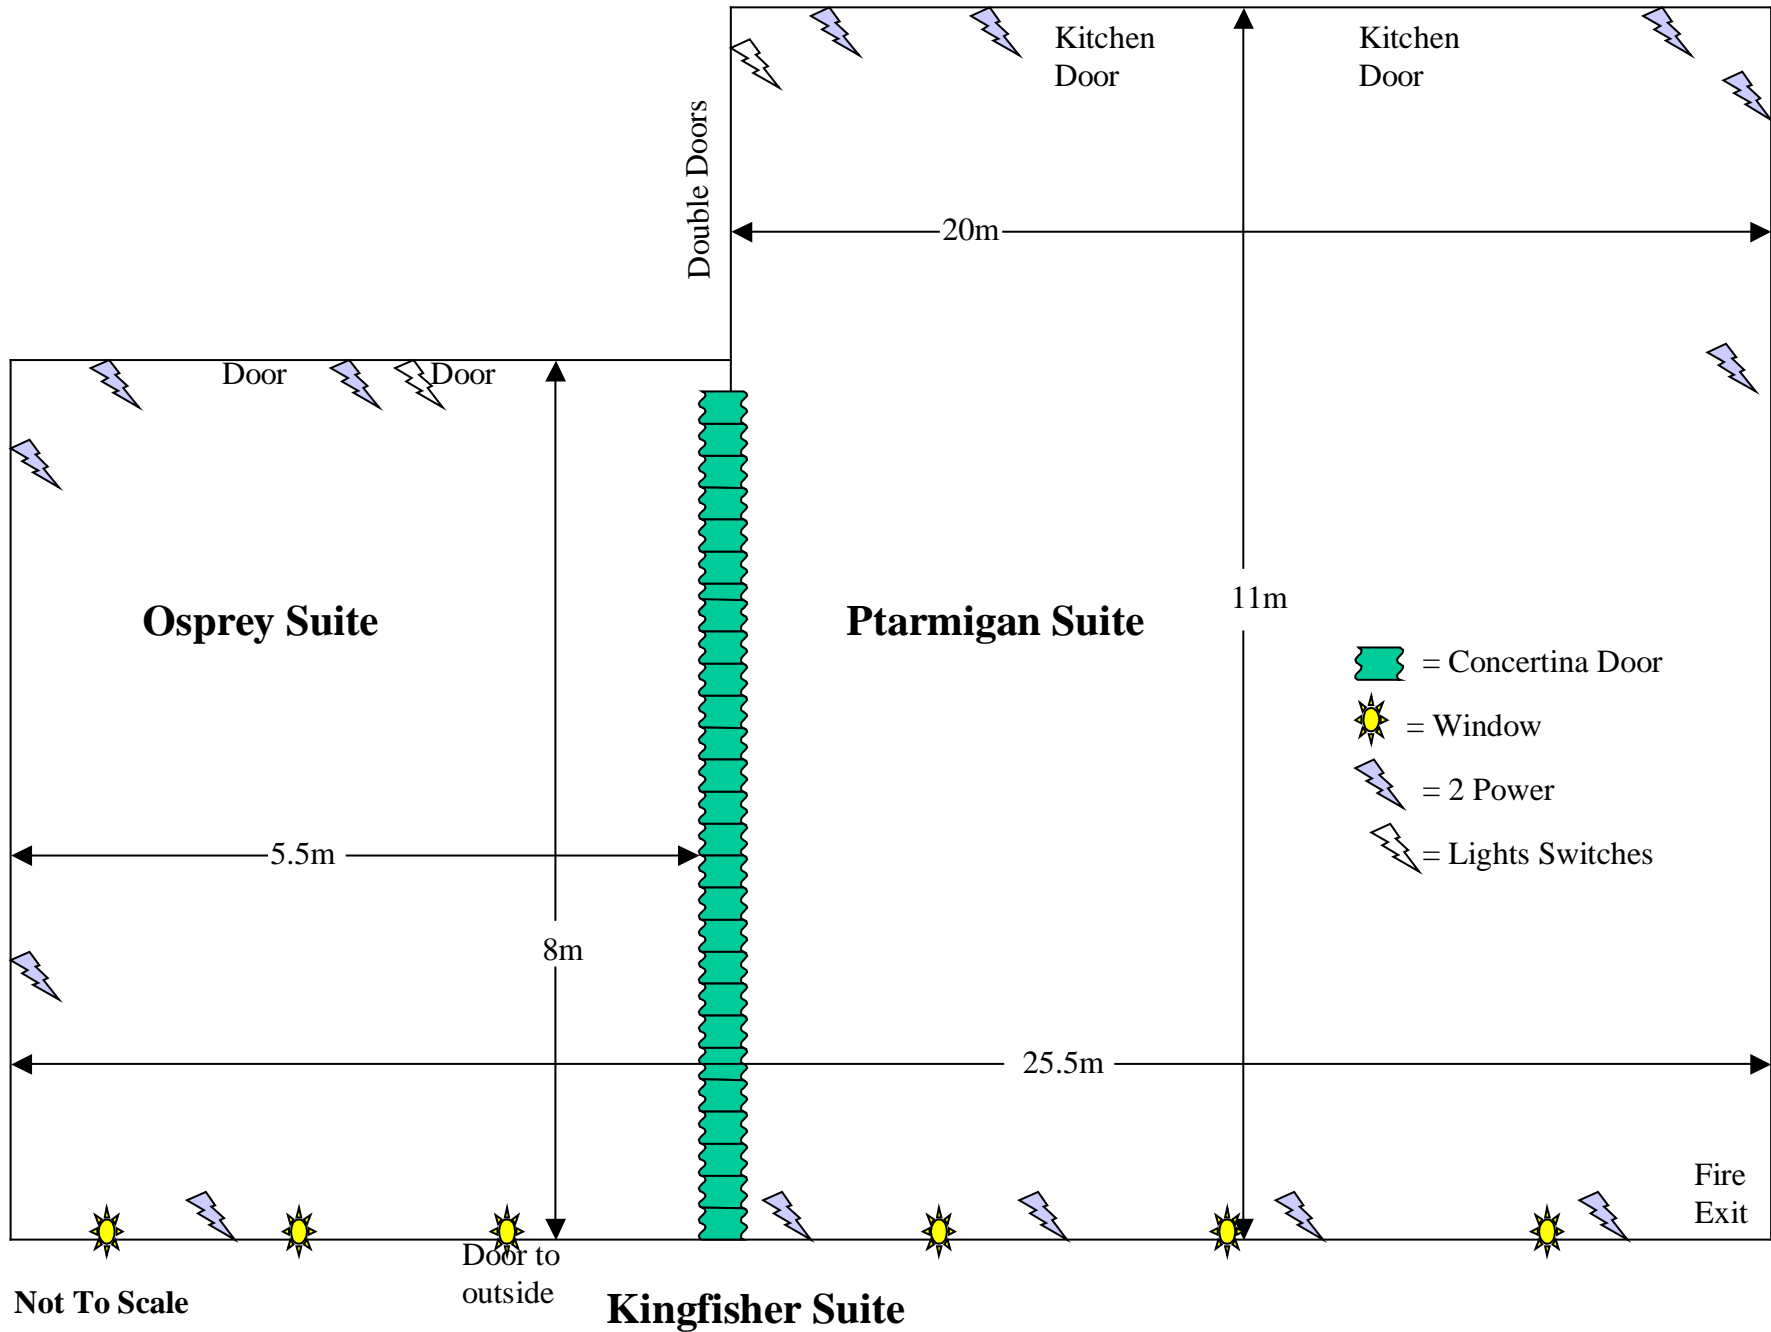 Kitchen
Door
Kitchen
Door
Double Doors
20m
Door
Door
11m
Osprey Suite
Ptarmigan Suite
= Concertina Door
= Window
= 2 Power
= Lights Switches
5.5m
8m
25.5m
Fire
Exit
Door to
outside
Not To Scale
Kingfisher Suite